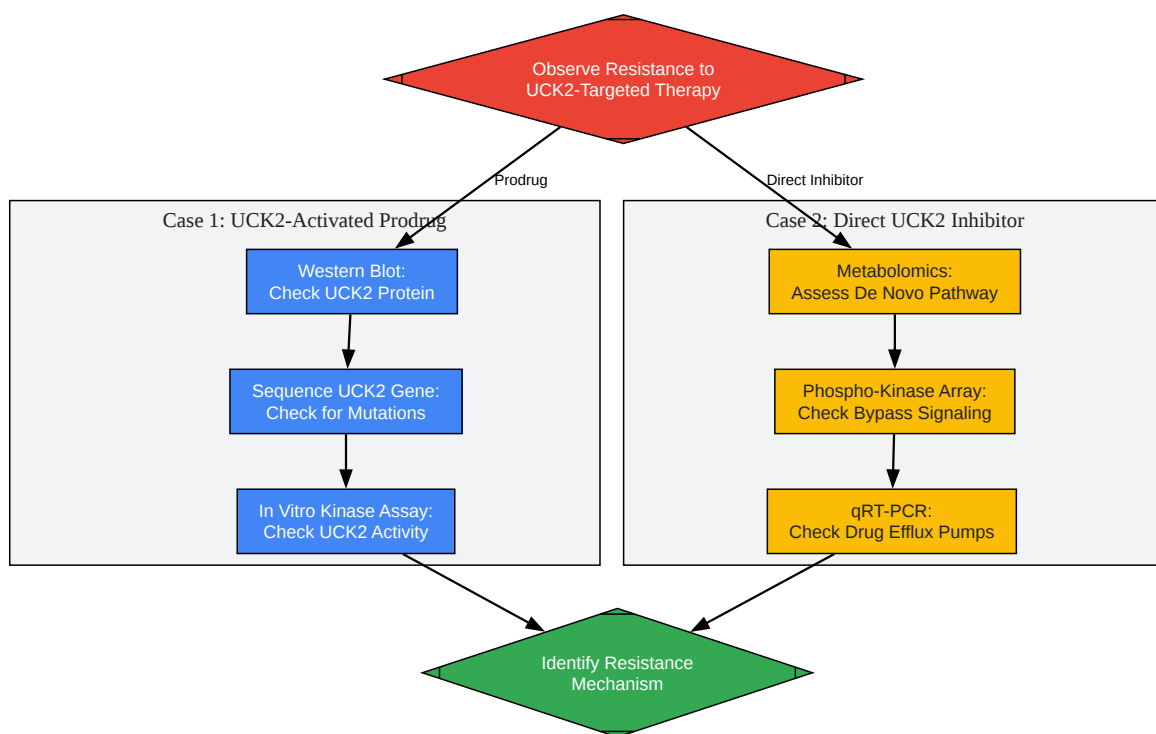 Observe Resistance to
UCK2-Targeted Therapy
Prodrug
Direct Inhibitor
Case 1: UCK2-Activated Prodrug
Western Blot:
Check UCK2 Protein
Sequence UCK2 Gene:
Check for Mutations
In Vitro Kinase Assay:
Check UCK2 Activity
Case 2: Direct UCK2 Inhibitor
Metabolomics:
Assess De Novo Pathway
Phospho-Kinase Array:
Check Bypass Signaling
qRT-PCR:
Check Drug Efflux Pumps
Identify Resistance
Mechanism